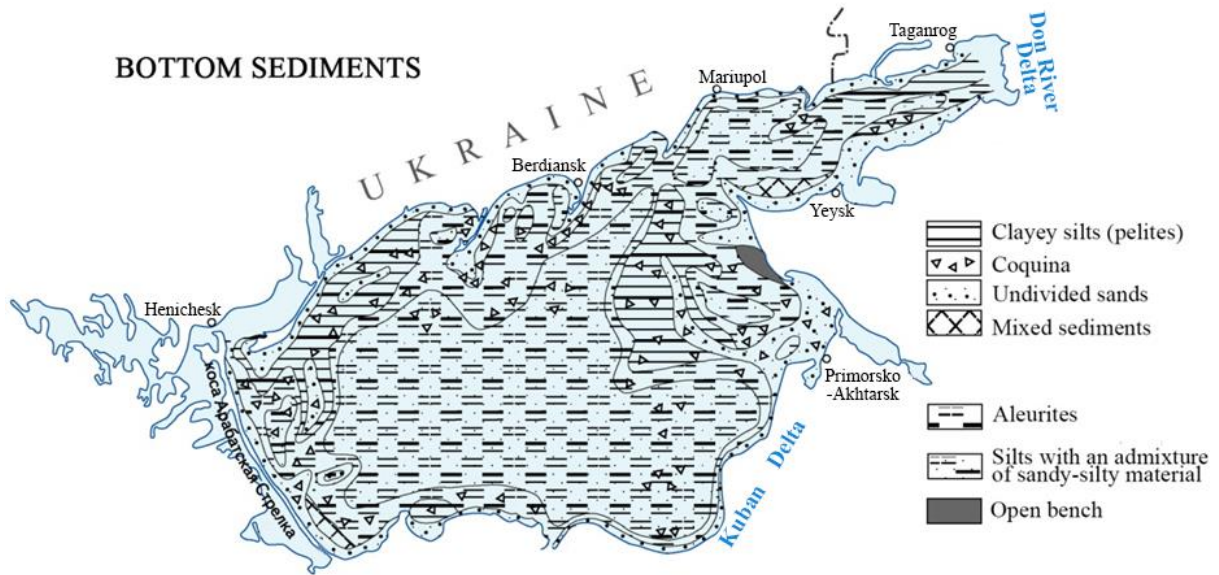 BOTTOM SEDIMENTS
UKRAINE
Taganrog
Don River
Delta
Mariupol
Berdiansk
Yeysk
Henichesk
коса Арабатская Стрелка
Primorsko
-Akhtarsk
Kuban Delta
Clayey silts (pelites)
Coquina
Undivided sands
Mixed sediments
Aleurites
Silts with an admixture
of sandy-silty material
Open bench